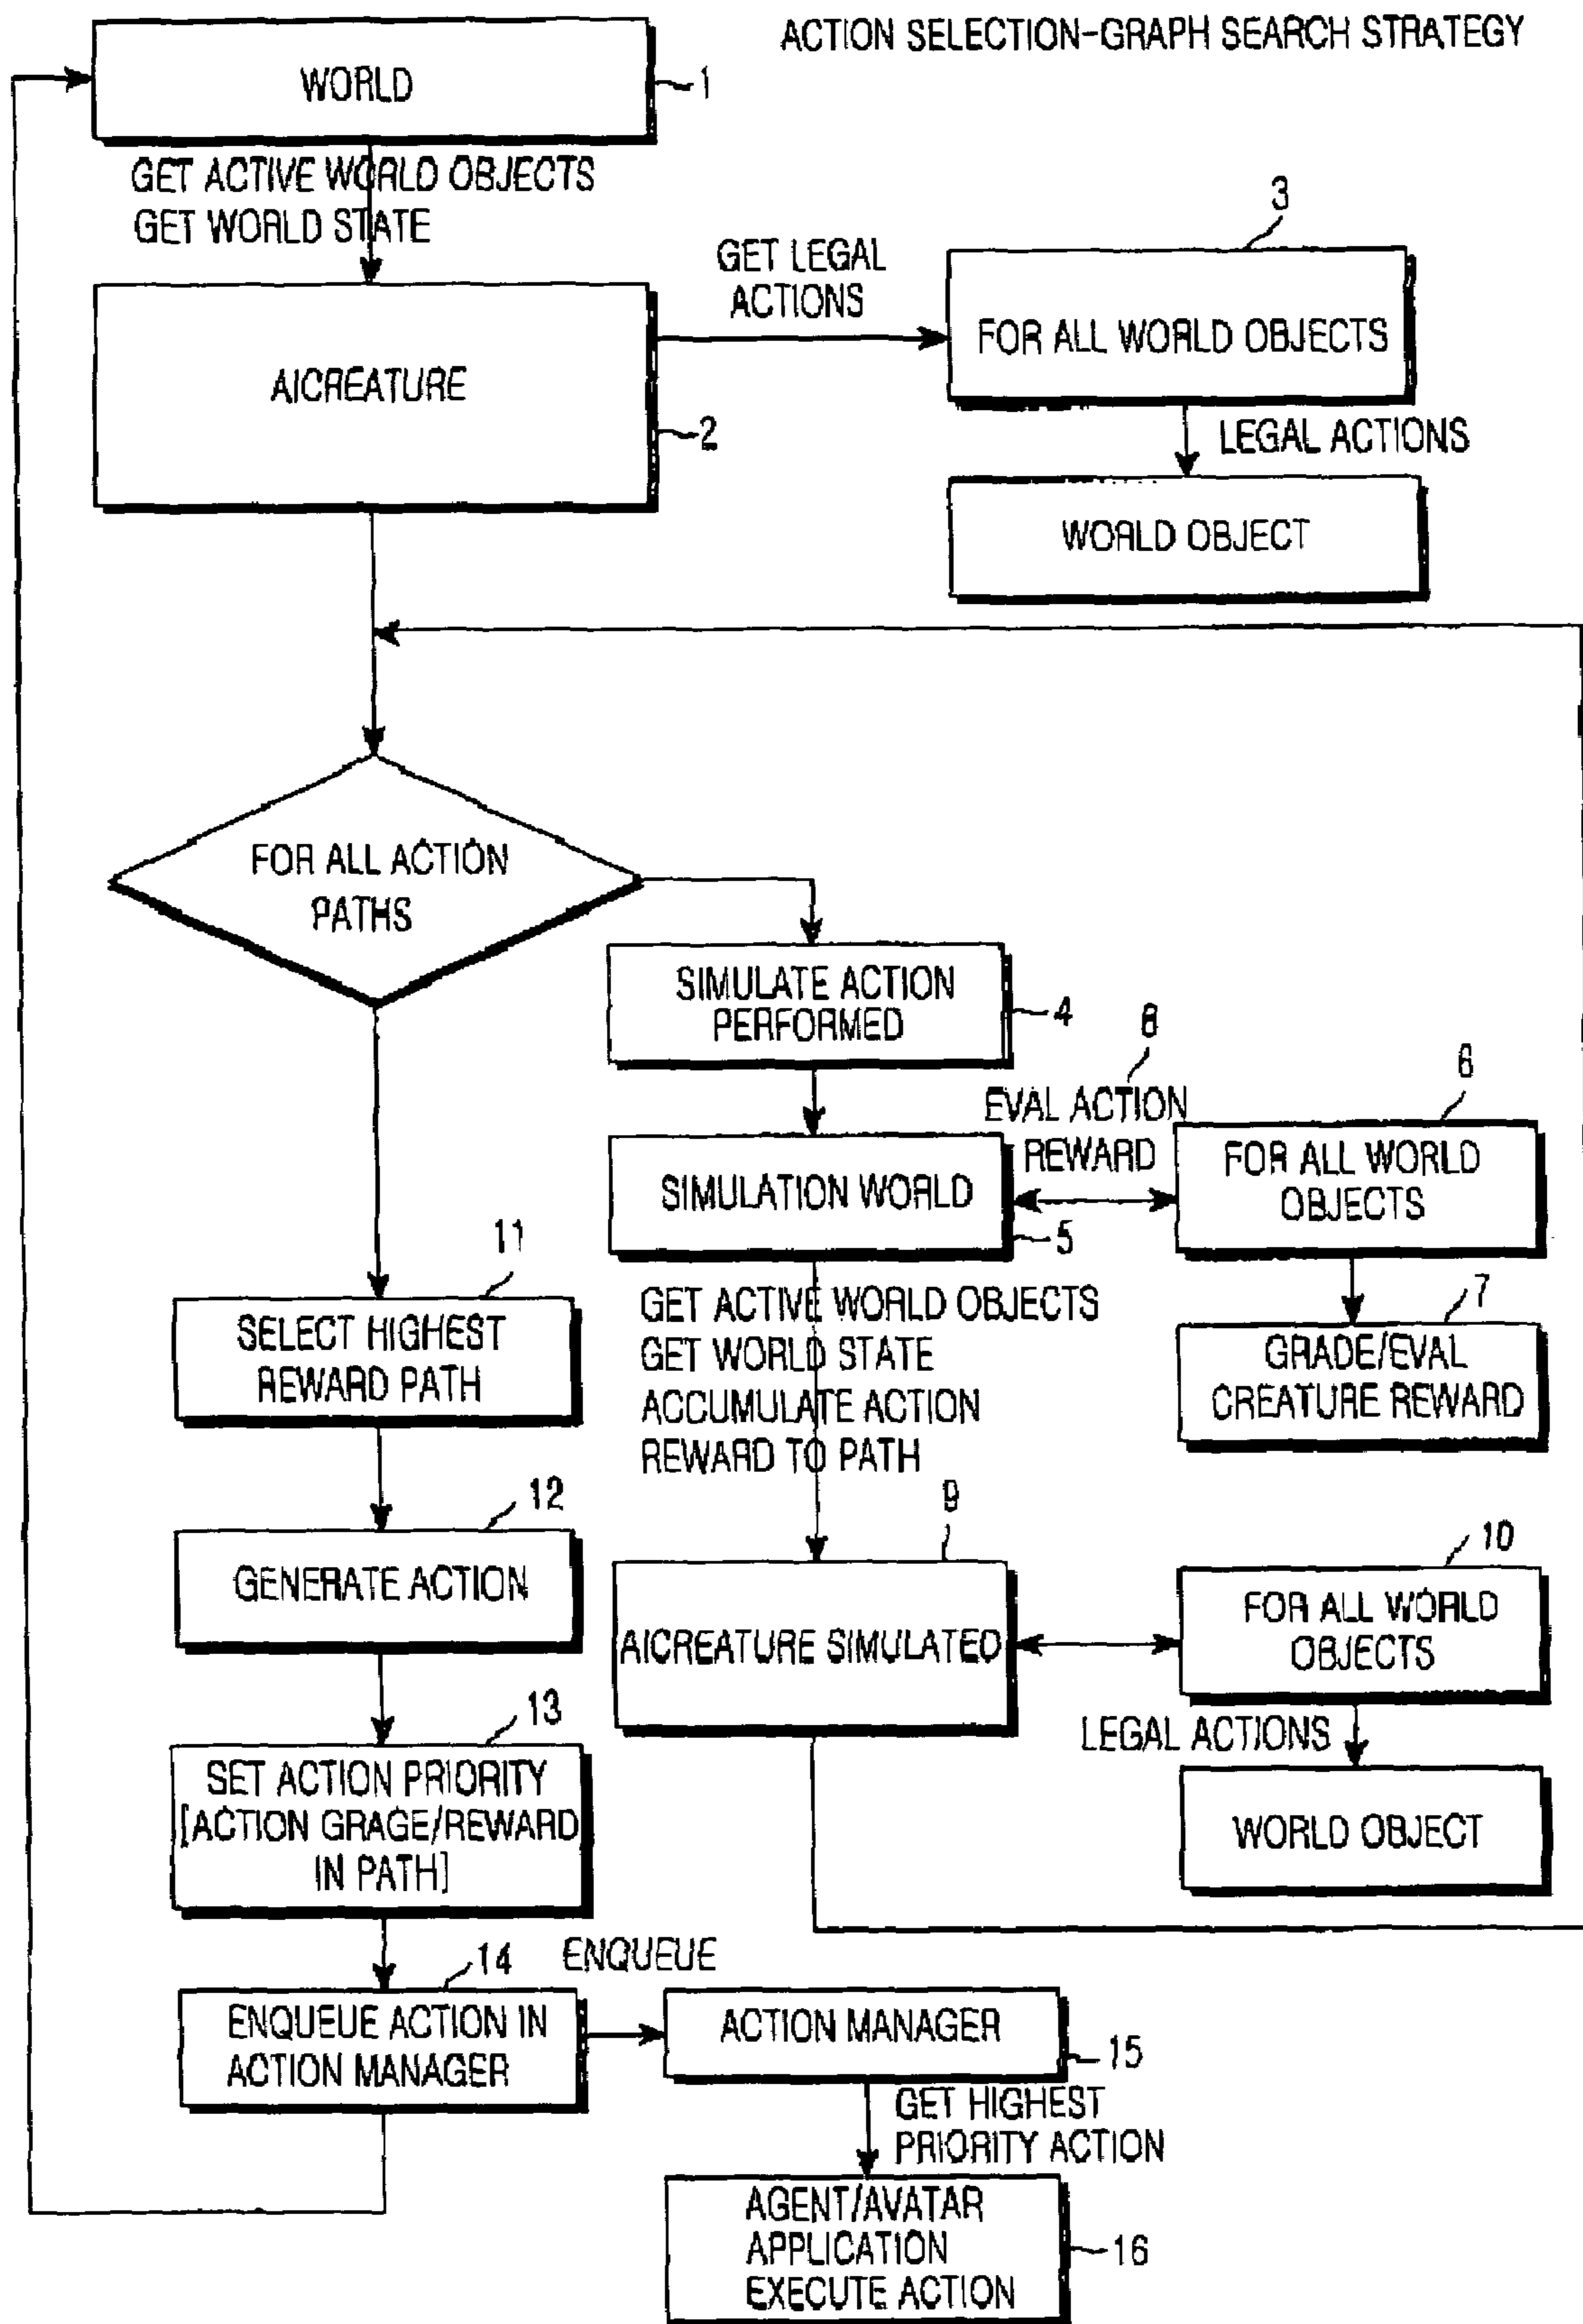 ACTION SELECTION-GRAPH SEARCH STRATEGY
WORLD
1
GET ACTIVE WORLD OBJECTS
GET WORLD STATE
AICREATURE
2
GET LEGAL
ACTIONS
3
FOR ALL WORLD OBJECTS
LEGAL ACTIONS
WORLD OBJECT
FOR ALL ACTION
PATHS
SIMULATE ACTION
PERFORMED
4
SIMULATION WORLD
5
8
EVAL ACTION
REWARD
6
FOR ALL WORLD
OBJECTS
7
GRADE/EVAL
CREATURE REWARD
GET ACTIVE WORLD OBJECTS
GET WORLD STATE
ACCUMULATE ACTION
REWARD TO PATH
9
AICREATURE SIMULATED
10
FOR ALL WORLD
OBJECTS
LEGAL ACTIONS
WORLD OBJECT
11
SELECT HIGHEST
REWARD PATH
12
GENERATE ACTION
13
SET ACTION PRIORITY
[ACTION GRAGE/REWARD
IN PATH]
14
ENQUEUE ACTION IN
ACTION MANAGER
ENQUEUE
ACTION MANAGER
15
GET HIGHEST
PRIORITY ACTION
AGENT/AVATAR
APPLICATION
EXECUTE ACTION
16